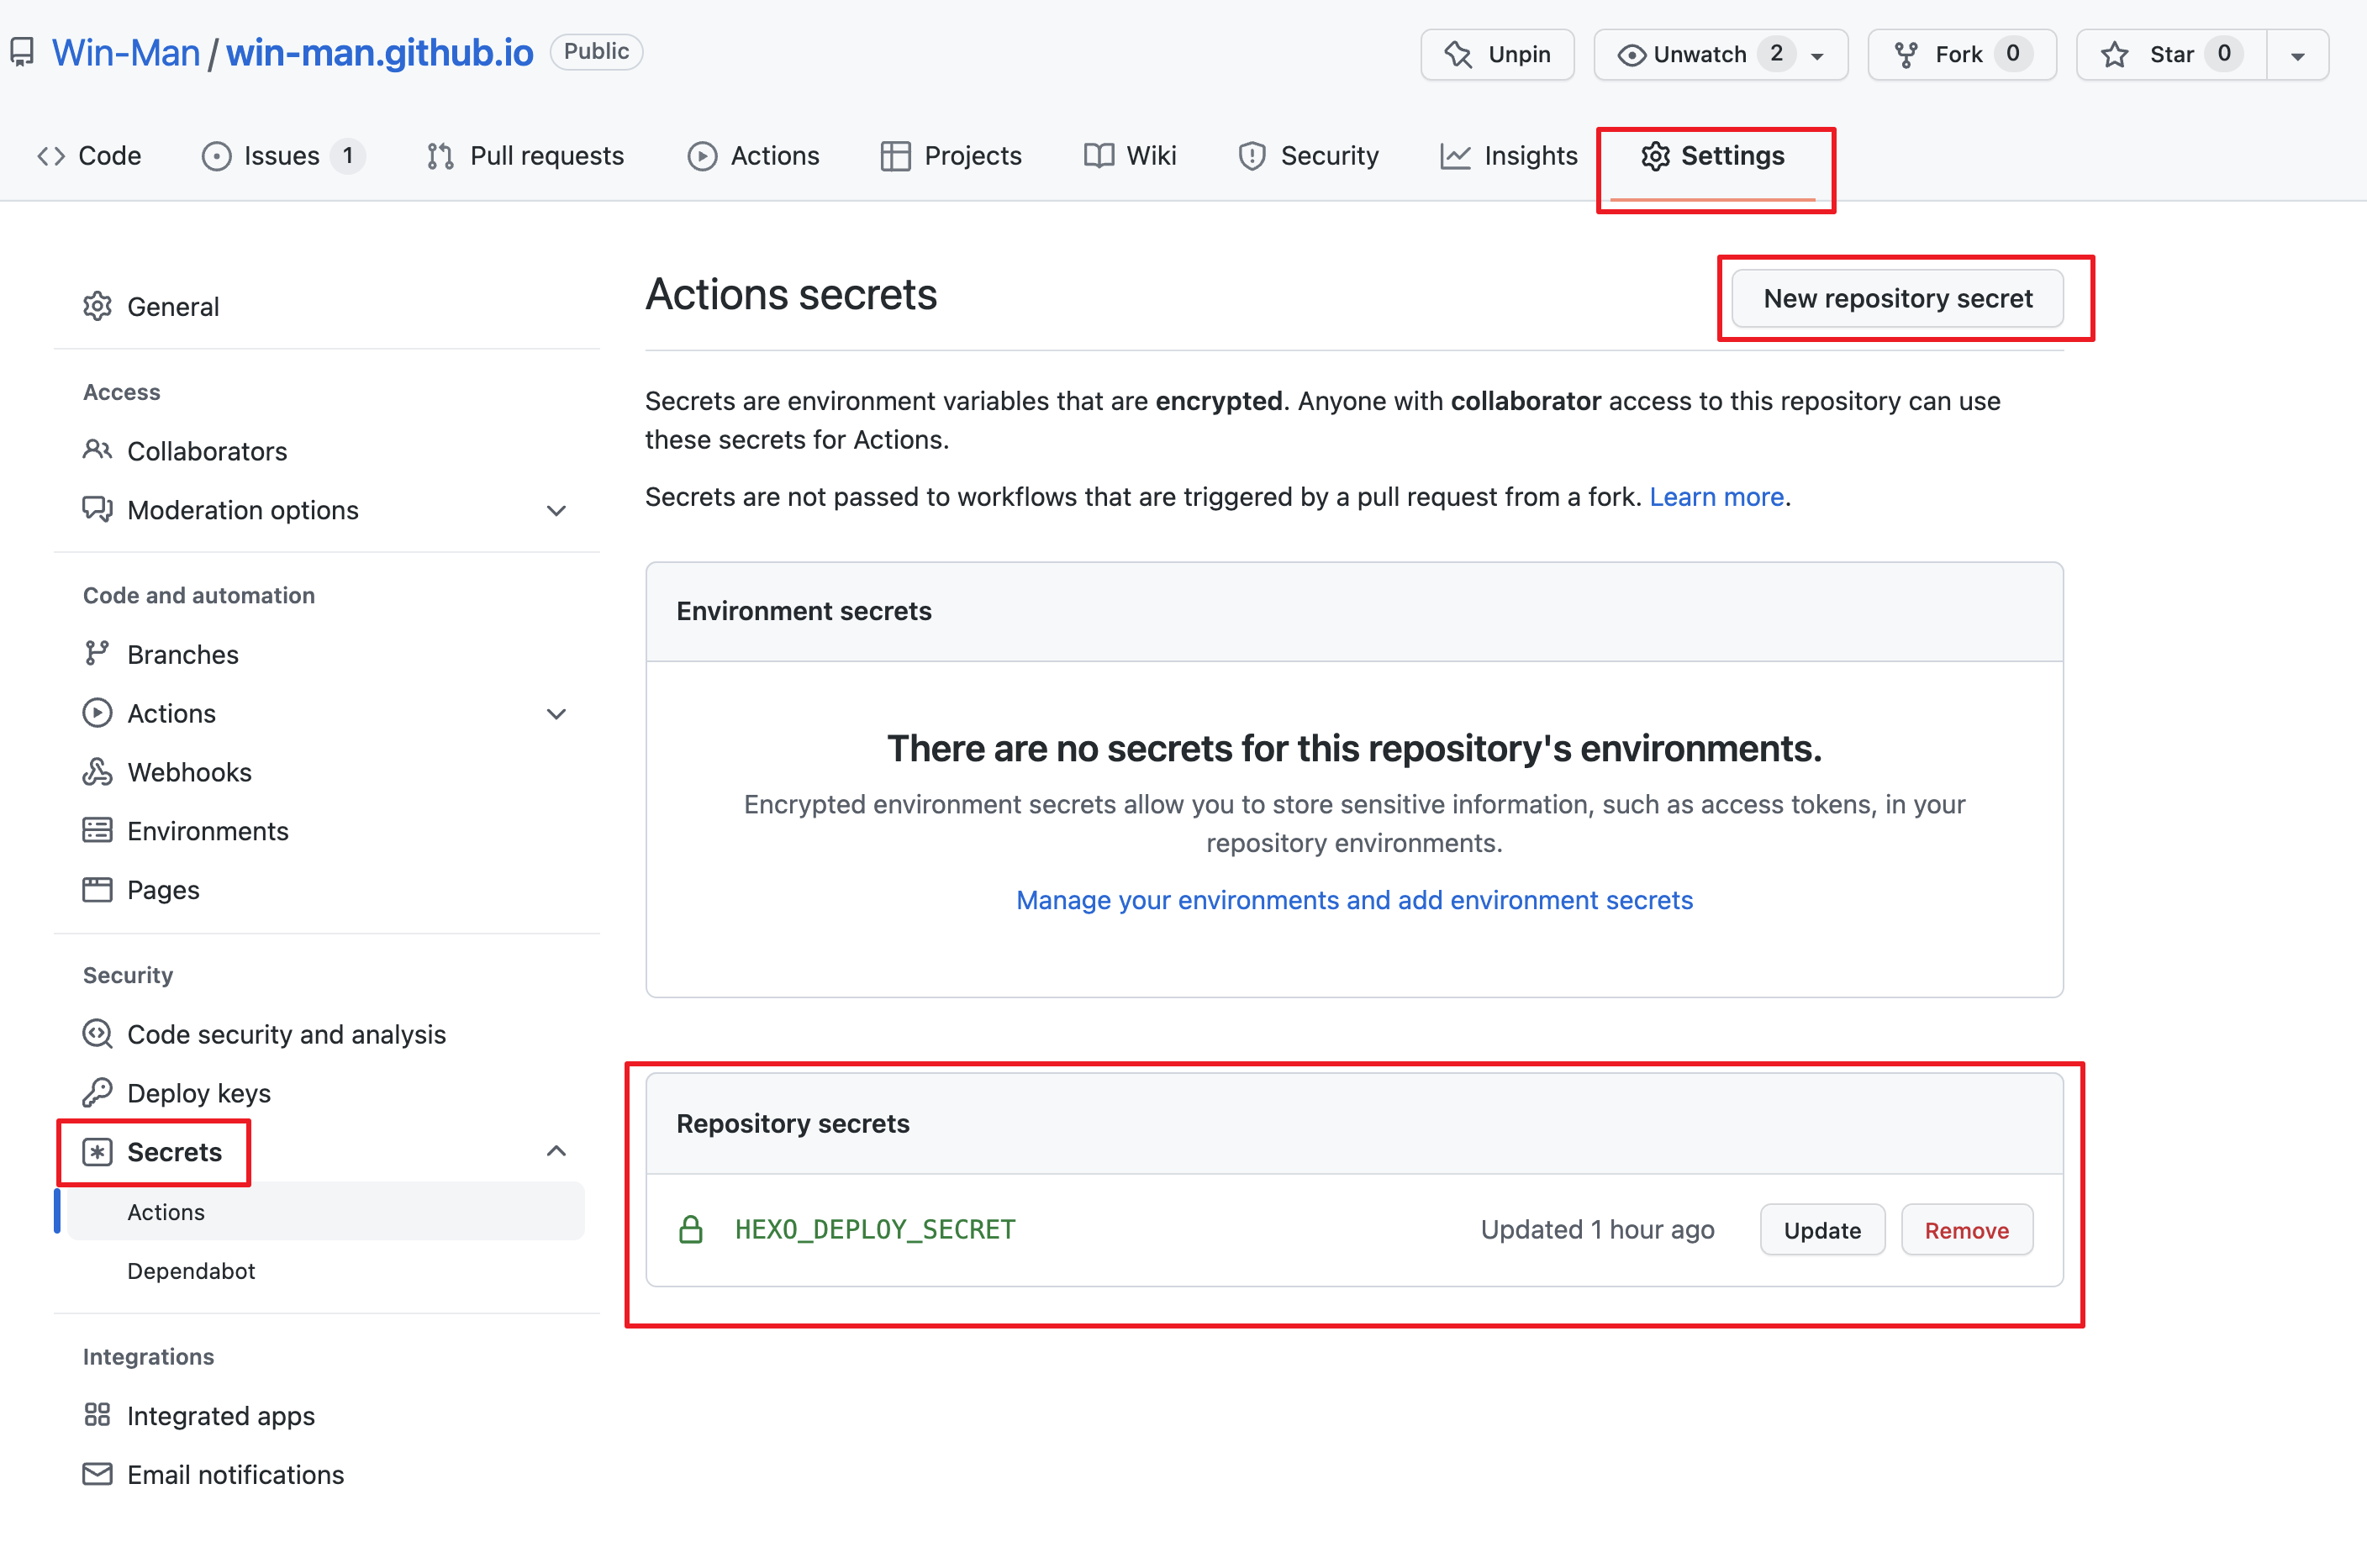 Win-Man / win-man.github.io Public
Unpin Unwatch 2 Fork 0 Star 0
Code Issues 1 Pull requests Actions Projects Wiki Security Insights Settings
General
Access
Collaborators
Moderation options
Code and automation
Branches
Actions
Webhooks
Environments
Pages
Security
Code security and analysis
Deploy keys
Secrets
Actions
Dependabot
Integrations
Integrated apps
Email notifications
Actions secrets
New repository secret
Secrets are environment variables that are encrypted. Anyone with collaborator access to this repository can use
these secrets for Actions.
Secrets are not passed to workflows that are triggered by a pull request from a fork. Learn more.
Environment secrets
There are no secrets for this repository's environments.
Encrypted environment secrets allow you to store sensitive information, such as access tokens, in your
repository environments.
Manage your environments and add environment secrets
Repository secrets
HEXO_DEPLOY_SECRET Updated 1 hour ago Update Remove